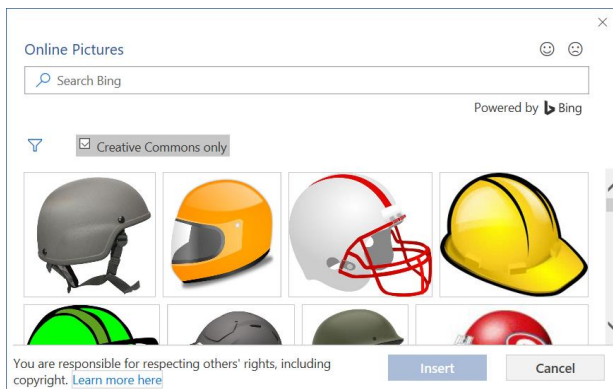 Online Pictures
Search Bing
Powered by Bing
Creative Commons only
You are responsible for respecting others' rights, including
copyright. Learn more here
Insert
Cancel